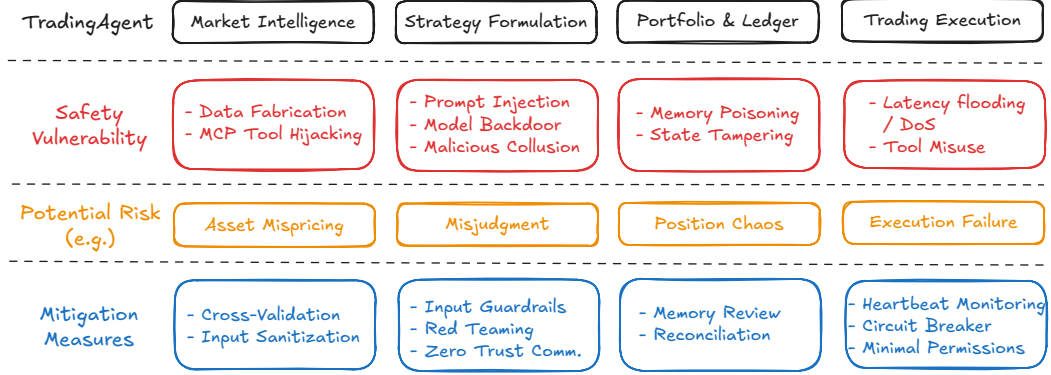 TradingAgent
Market Intelligence
Strategy Formulation
Portfolio & Ledger
Trading Execution
Safety
Vulnerability
- Data Fabrication
- MCP Tool Hijacking
- Prompt Injection
- Model Backdoor
- Malicious Collusion
- Memory Poisoning
- State Tampering
- Latency flooding
/ DoS
- Tool Misuse
Potential Risk
(e.g.)
Asset Mispricing
Misjudgment
Position Chaos
Execution Failure
Mitigation
Measures
- Cross-Validation
- Input Sanitization
- Input Guardrails
- Red Teaming
- Zero Trust Comm.
- Memory Review
- Reconciliation
- Heartbeat Monitoring
- Circuit Breaker
- Minimal Permissions